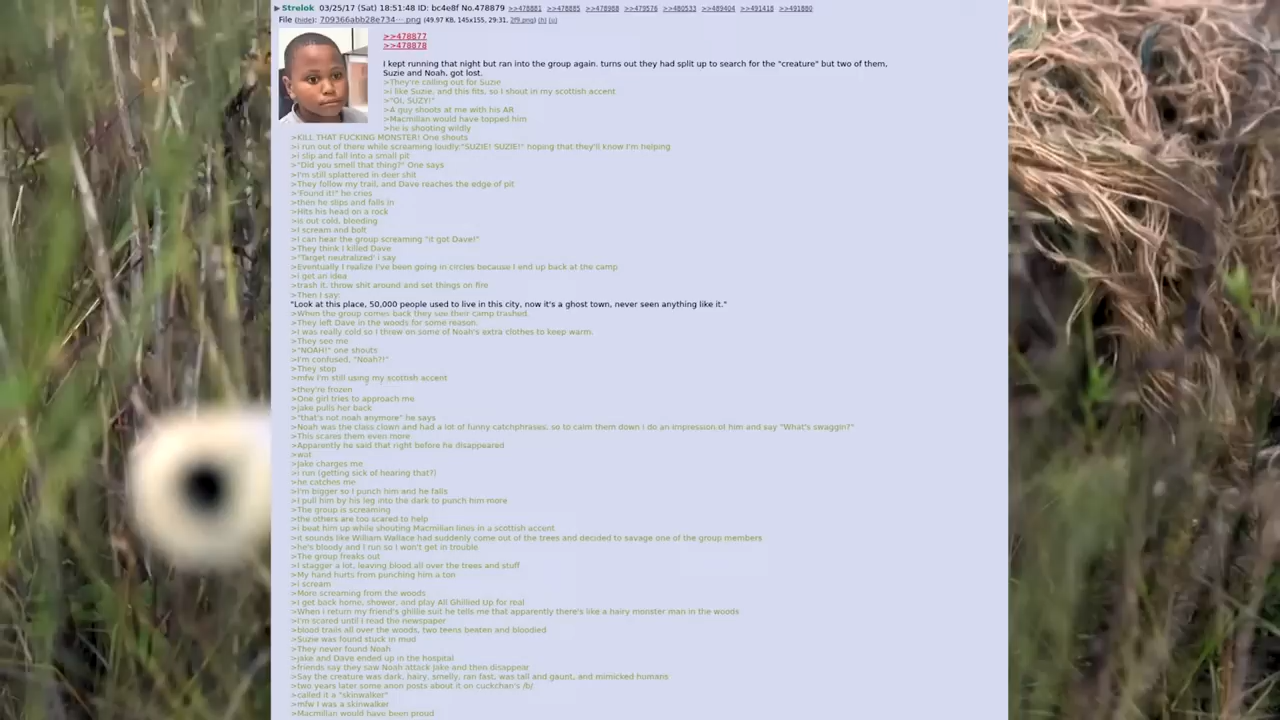 ▶ Strelok 03/25/17 (Sat) 18:51:48 ID: bc4e8f No.478879 >>478881 >>478885 >>478988 >>479576 >>480533 >>489404 >>491418 >>491880
File (hide): 709366abb28e734···.png (49.97 KB, 145x155, 29:31, 2f9.png) (h) (u)
>>478877
>>478878
I kept running that night but ran into the group again. turns out they had split up to search for the "creature" but two of them,
Suzie and Noah, got lost.
>They're calling out for Suzie
>i like Suzie, and this fits, so I shout in my scottish accent
>"OI, SUZY!"
>A guy shoots at me with his AR
>Macmillan would have topped him
>he is shooting wildly
>KILL THAT FUCKING MONSTER! One shouts
>i run out of there while screaming loudly:"SUZIE! SUZIE!" hoping that they'll know I'm helping
>i slip and fall into a small pit
>"Did you smell that thing?" One says
>I'm still splattered in deer shit
>They follow my trail, and Dave reaches the edge of pit
>'Found it!" he cries
>then he slips and falls in
>Hits his head on a rock
>is out cold, bleeding
>I scream and bolt
>I can hear the group screaming "it got Dave!"
>They think I killed Dave
>"Target neutralized' i say
>Eventually I realize I've been going in circles because I end up back at the camp
>i get an idea
>trash it, throw shit around and set things on fire
>Then I say:
"Look at this place, 50,000 people used to live in this city, now it's a ghost town, never seen anything like it."
>When the group comes back they see their camp trashed.
>They left Dave in the woods for some reason.
>I was really cold so I threw on some of Noah's extra clothes to keep warm.
>They see me
>"NOAH!" one shouts
>I'm confused, "Noah?!"
>They stop
>mfw I'm still using my scottish accent
>they're frozen
>One girl tries to approach me
>Jake pulls her back
>"that's not noah anymore" he says
>Noah was the class clown and had a lot of funny catchphrases, so to calm them down i do an impression of him and say "What's swaggin?"
>This scares them even more
>Apparently he said that right before he disappeared
>wat
>Jake charges me
>i run (getting sick of hearing that?)
>he catches me
>I'm bigger so I punch him and he falls
>I pull him by his leg into the dark to punch him more
>The group is screaming
>the others are too scared to help
>i beat him up while shouting Macmillan lines in a scottish accent
>it sounds like William Wallace had suddenly come out of the trees and decided to savage one of the group members
>he's bloody and I run so I won't get in trouble
>The group freaks out
>I stagger a lot, leaving blood all over the trees and stuff
>My hand hurts from punching him a ton
>i scream
>More screaming from the woods
>I get back home, shower, and play All Ghillied Up for real
>When i return my friend's ghillie suit he tells me that apparently there's like a hairy monster man in the woods
>I'm scared until I read the newspaper
>blood trails all over the woods, two teens beaten and bloodied
>Suzie was found stuck in mud
>They never found Noah
>jake and Dave ended up in the hospital
>friends say they saw Noah attack Jake and then disappear
>Say the creature was dark, hairy, smelly, ran fast, was tall and gaunt, and mimicked humans
>two years later some anon posts about it on cuckchan's /b/
>called it a "skinwalker"
>mfw I was a skinwalker
>Macmillan would have been proud